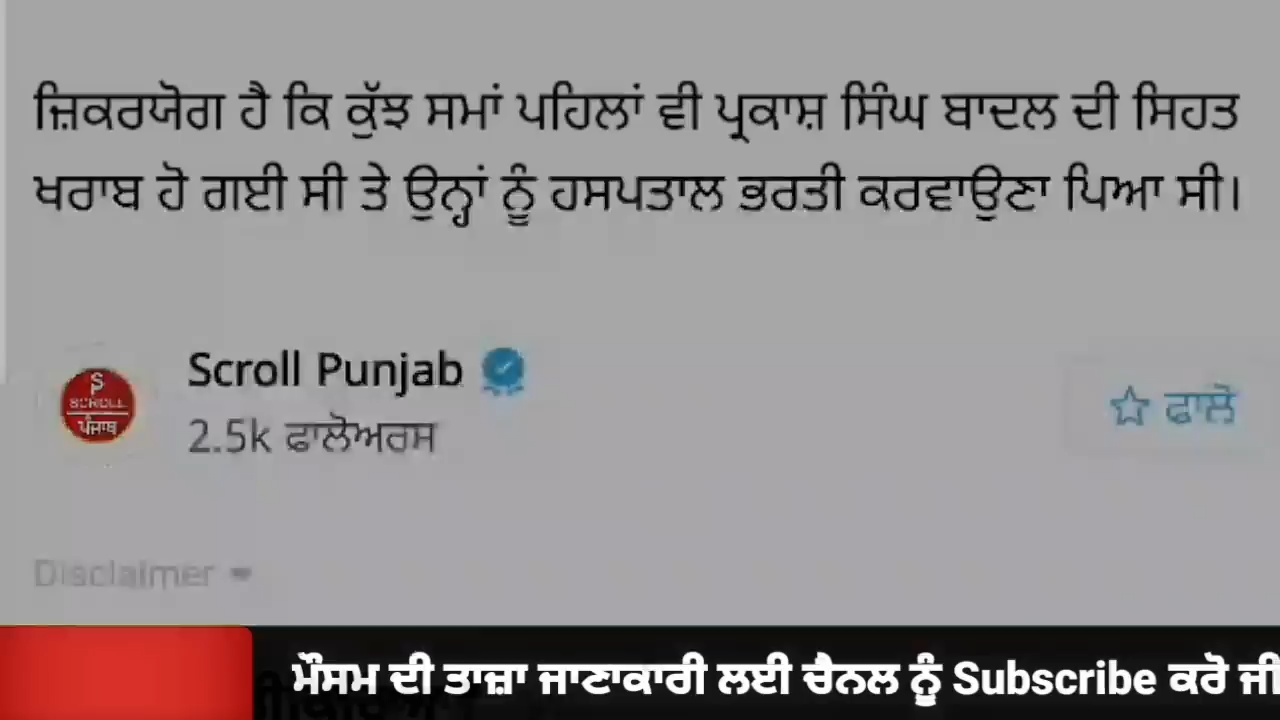 ਜ਼ਿਕਰਯੋਗ ਹੈ ਕਿ ਕੁੱਝ ਸਮਾਂ ਪਹਿਲਾਂ ਵੀ ਪ੍ਰਕਾਸ਼ ਸਿੰਘ ਬਾਦਲ ਦੀ ਸਿਹਤ
ਖਰਾਬ ਹੋ ਗਈ ਸੀ ਤੇ ਉਨ੍ਹਾਂ ਨੂੰ ਹਸਪਤਾਲ ਭਰਤੀ ਕਰਵਾਉਣਾ ਪਿਆ ਸੀ।
Scroll Punjab
SCROLL
ਪੰਜਾਬ
2.5k ਫਾਲੋਅਰਸ
ਫਾਲੋ
Disclaimer
ਮੌਸਮ ਦੀ ਤਾਜ਼ਾ ਜਾਣਾਕਾਰੀ ਲਈ ਚੈਨਲ ਨੂੰ Subscribe ਕਰੋ ਜੀ